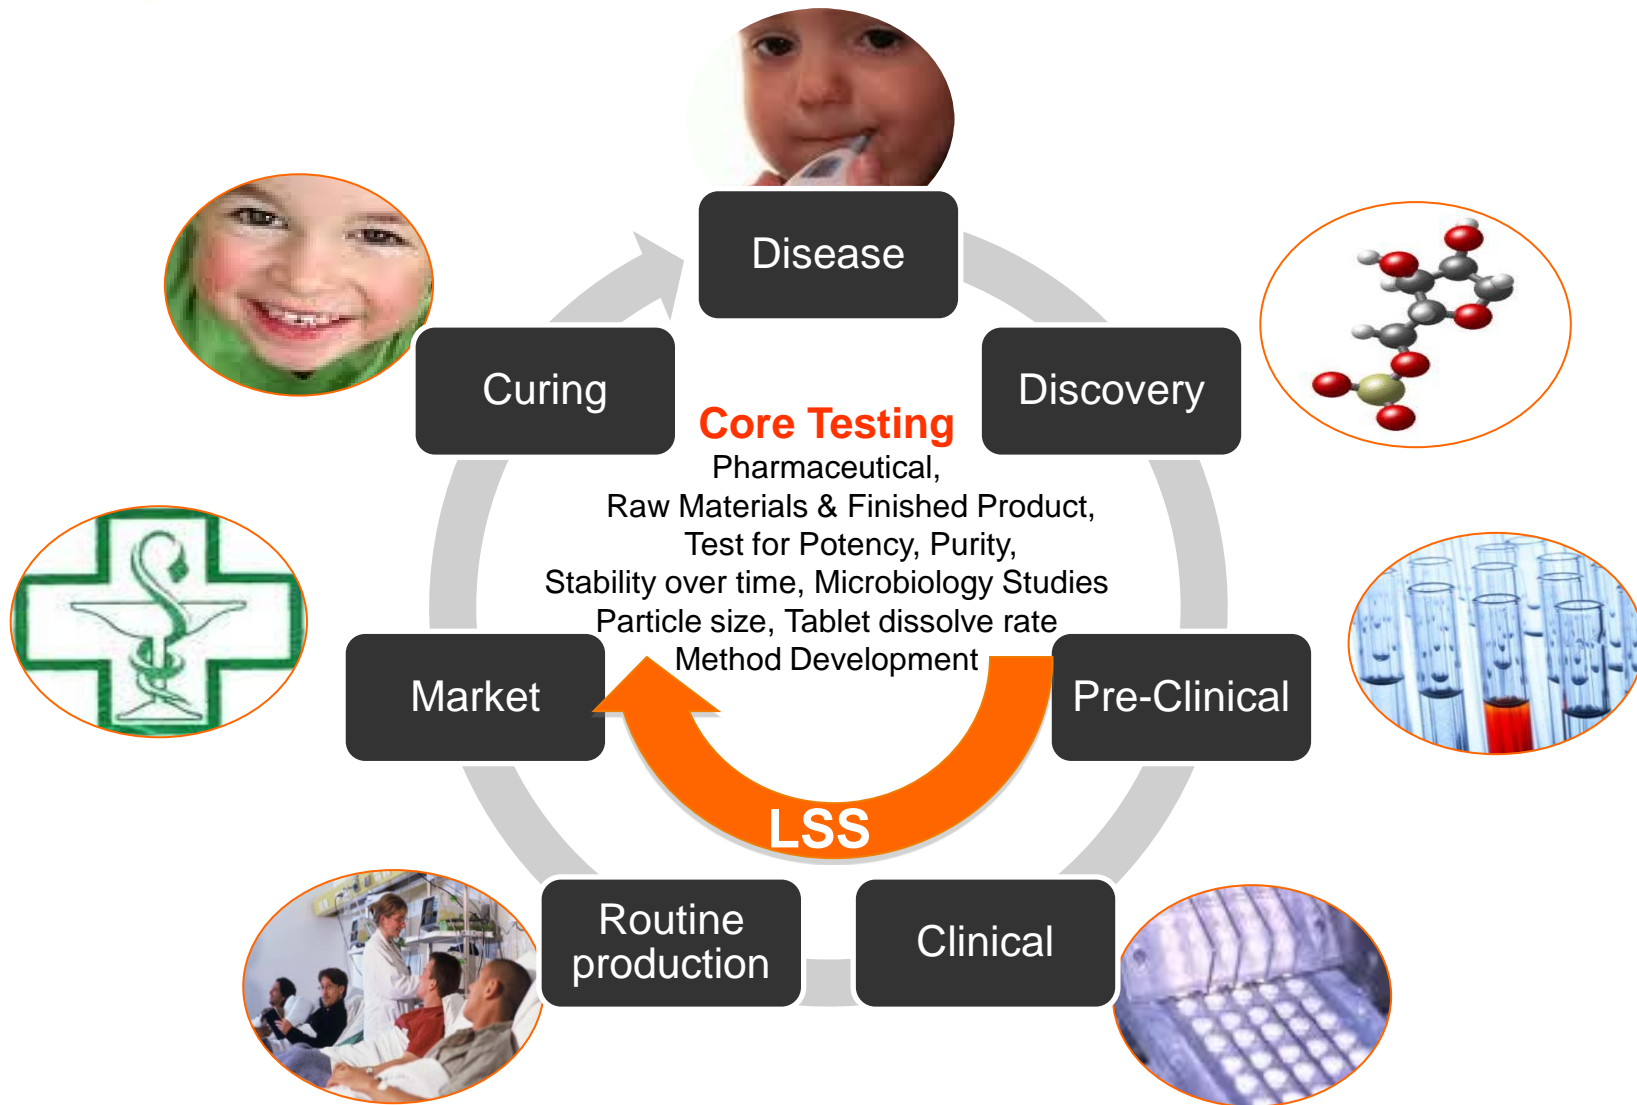 Disease
Discovery
Curing
Core Testing
Pharmaceutical,
Raw Materials & Finished Product,
Test for Potency, Purity,
Stability over time, Microbiology Studies
Particle size, Tablet dissolve rate
Method Development
Market
Pre-Clinical
LSS
Routine
production
Clinical